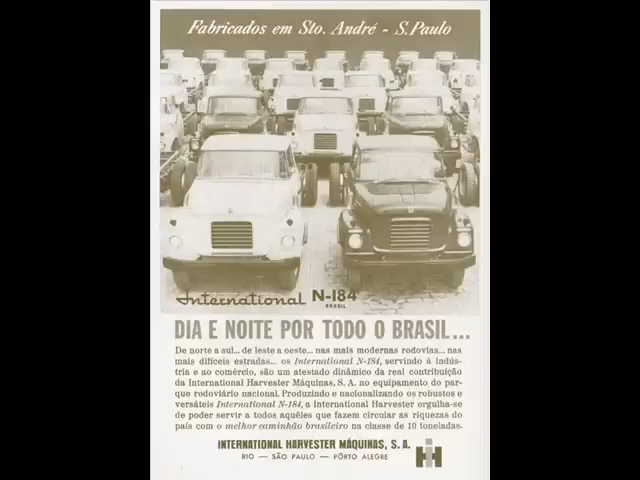 Fabricados em Sto. André - S. Paulo
International N-184
BRASIL
DIA E NOITE POR TODO O BRASIL...
De norte a sul... de leste a oeste... nas mais modernas rodovias... nas
mais difíceis estradas... os International N-184, servindo à indús-
tria e ao comércio, são um atestado dinâmico da real contribuição
da International Harvester Máquinas, S. A. no equipamento do par-
que rodoviário nacional. Produzindo e nacionalizando os robustos e
versáteis International N-184, a International Harvester orgulha-se
de poder servir a todos aquêles que fazem circular as riquezas do
país com o melhor caminhão brasileiro na classe de 10 toneladas.
INTERNATIONAL HARVESTER MÁQUINAS, S. A.
RIO — SÃO PAULO — PÔRTO ALEGRE